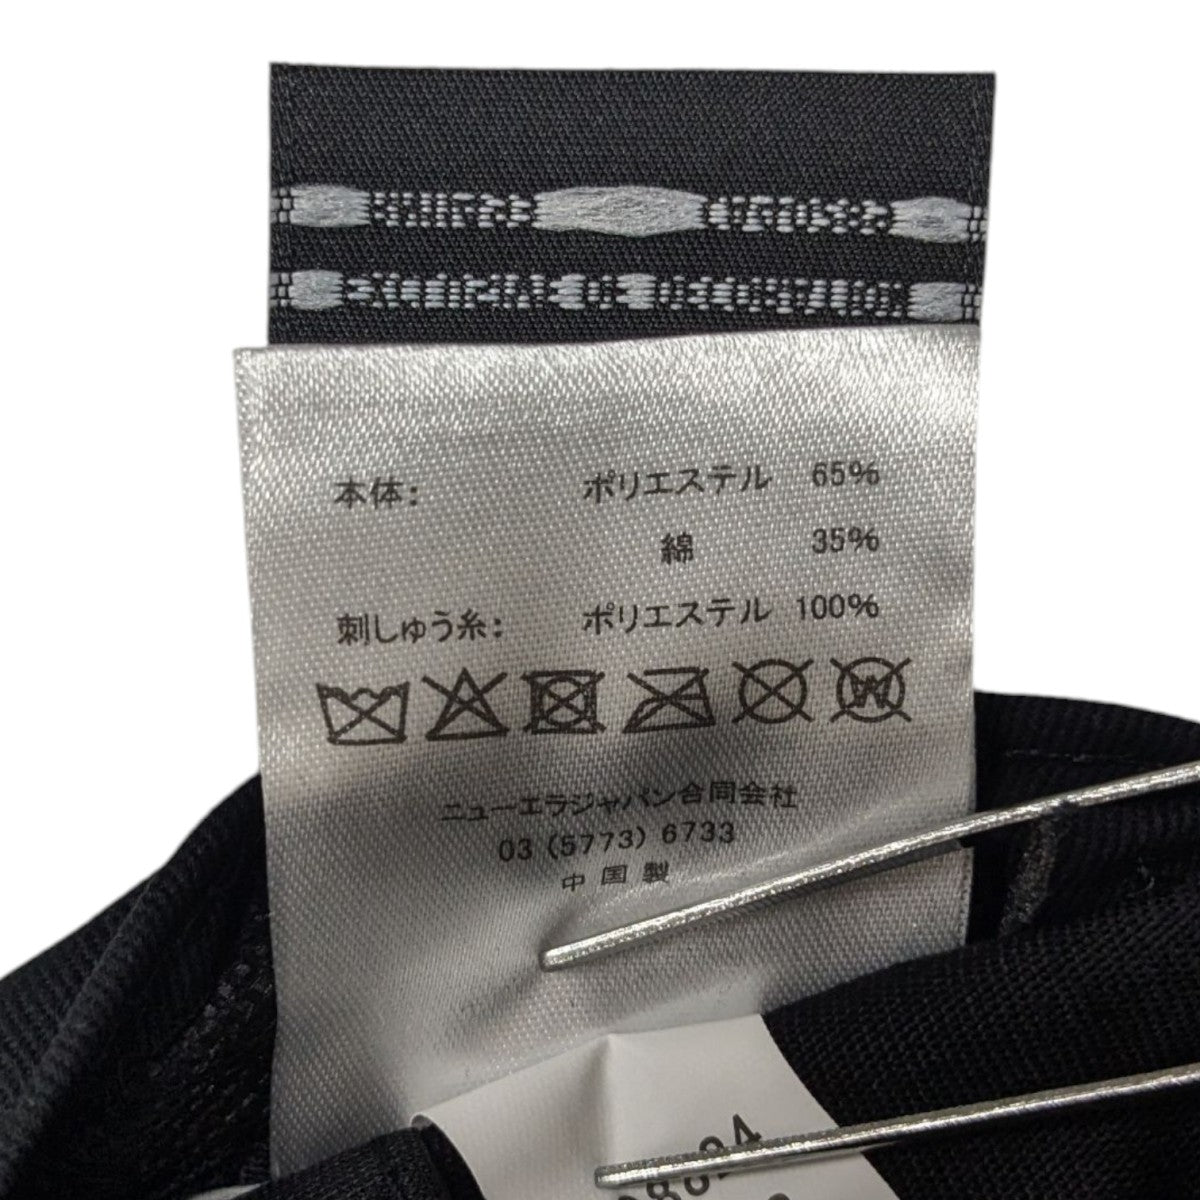 本体: ポリエステル 65%
綿 35%
刺しゅう糸: ポリエステル 100%
ニューエラジャパン合同会社
03 (5773) 6733
中国製